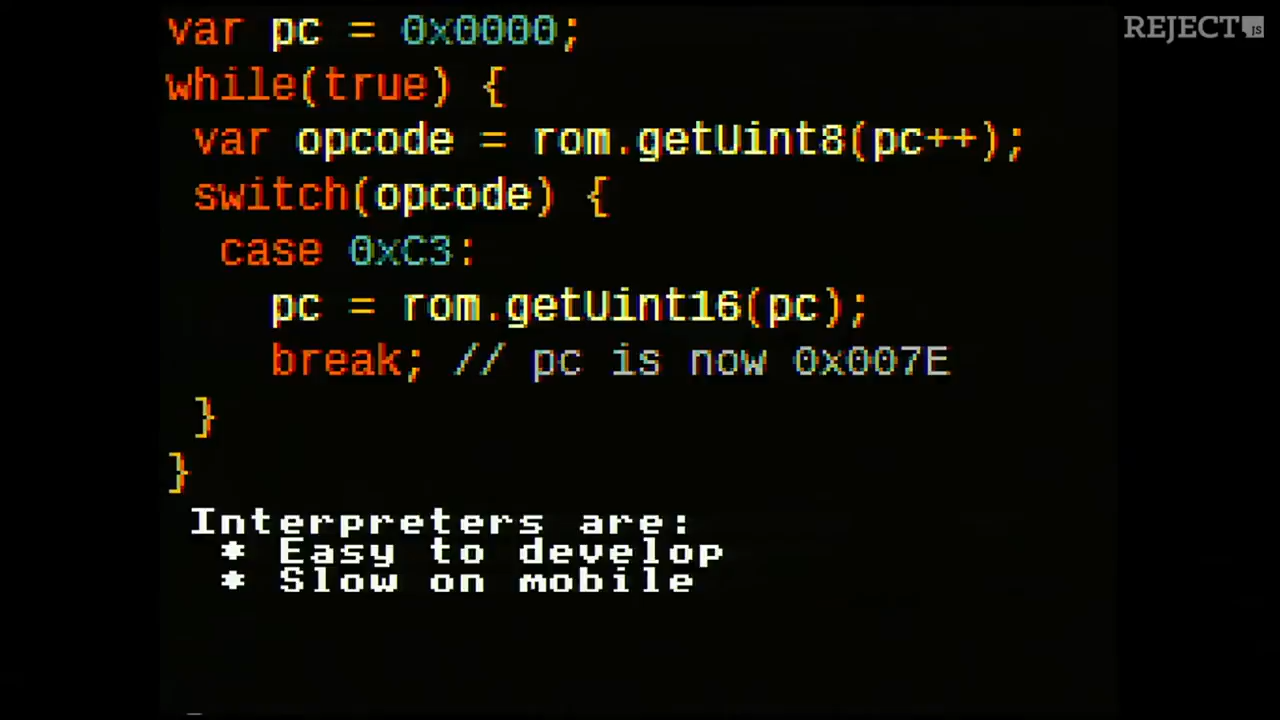 REJECT JS
var pc = 0x0000;
while(true) {
var opcode = rom.getUint8(pc++);
switch(opcode) {
case 0xC3:
pc = rom.getUint16(pc);
break; // pc is now 0x007E
}
}
Interpreters are:
* Easy to develop
* Slow on mobile